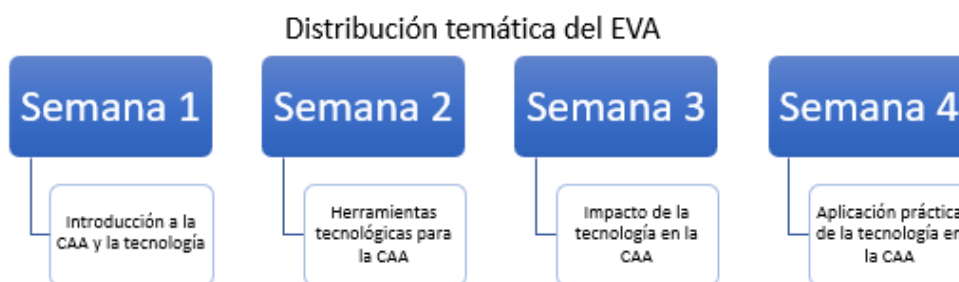 Distribución temática del EVA
Semana 1
Semana 2
Semana 3
Semana 4
Introducción a la
CAA y la tecnología
Herramientas
tecnológicas para
la CAA
Impacto de la
tecnología en la
CAA
Aplicación práctica
de la tecnología en
la CAA